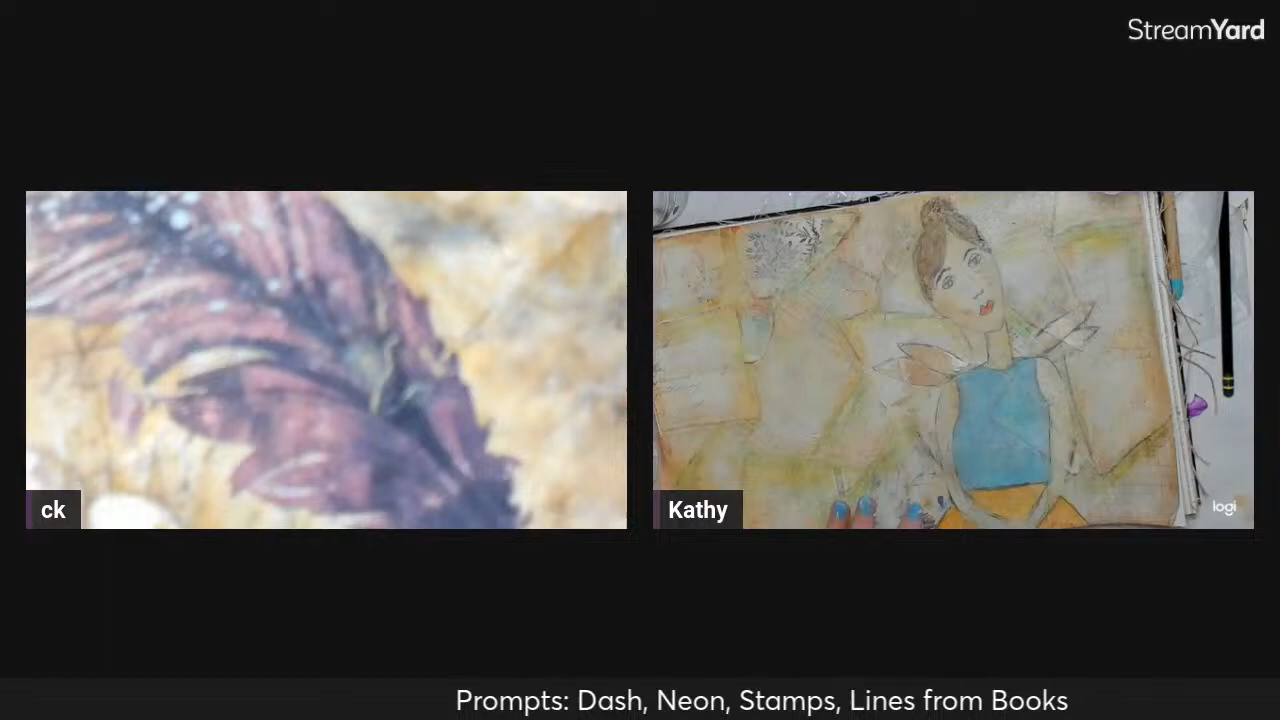 StreamYard
ck
Kathy
logi
Prompts: Dash, Neon, Stamps, Lines from Books